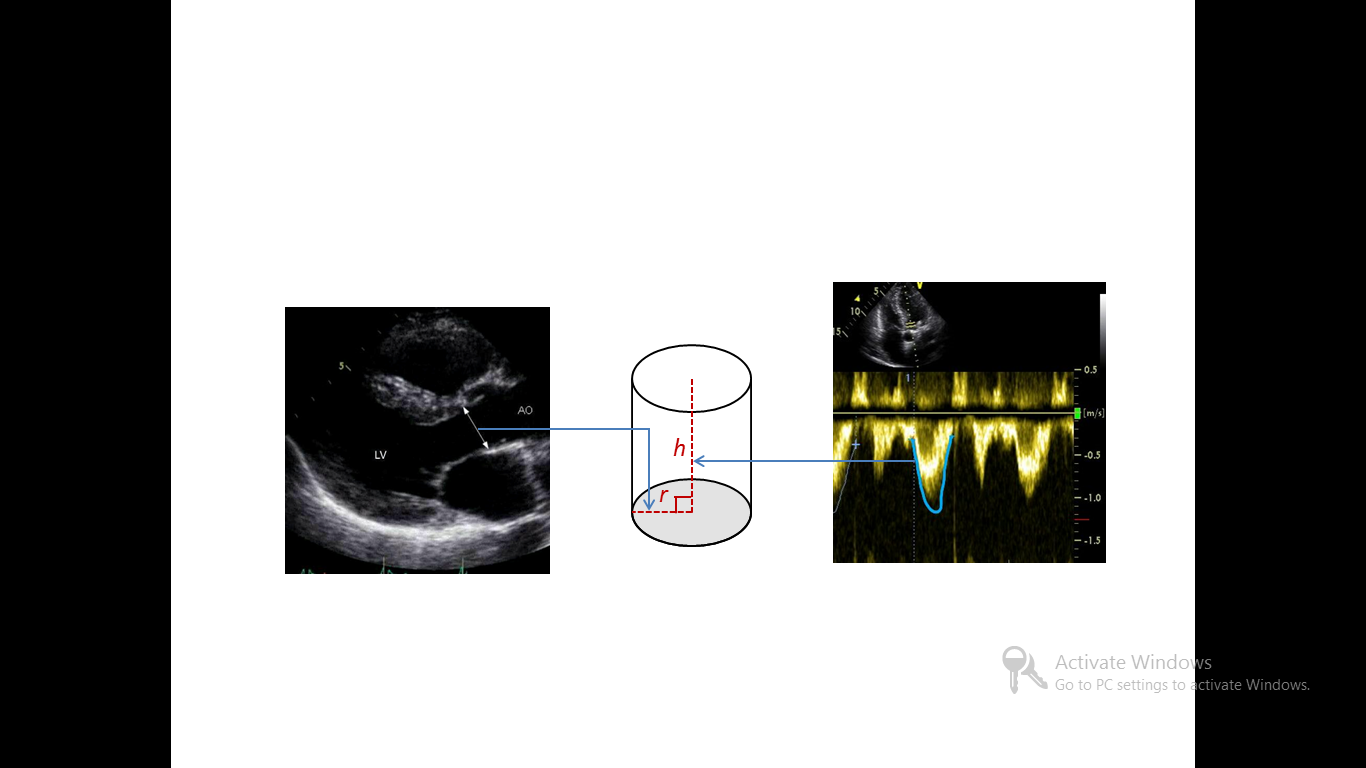 5
AO
LV
h
r
V
5
10
15
1
0.5
[m/s]
-0.5
-1.0
-1.5
Activate Windows
Go to PC settings to activate Windows.